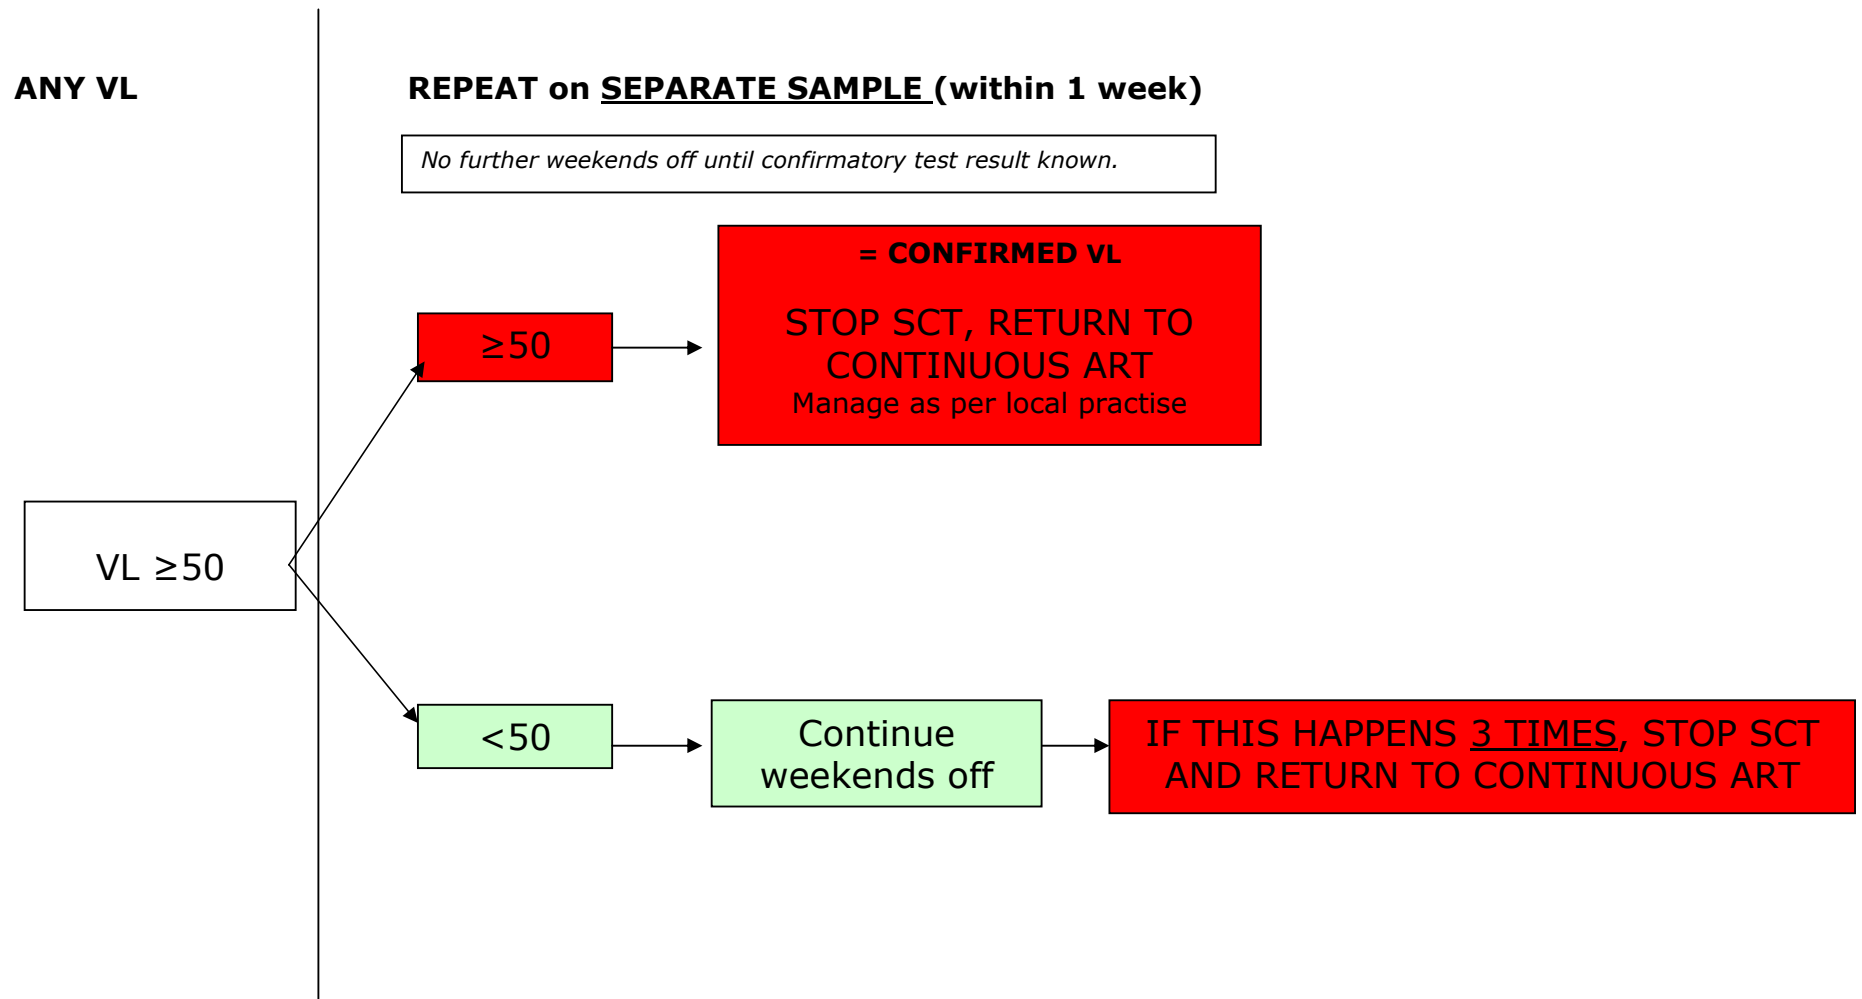 ANY VL
REPEAT on SEPARATE SAMPLE (within 1 week)
No further weekends off until confirmatory test result known.
= CONFIRMED VL
STOP SCT, RETURN TO
CONTINUOUS ART
Manage as per local practise
≥50
VL ≥50
<50
Continue
weekends off
IF THIS HAPPENS 3 TIMES, STOP SCT
AND RETURN TO CONTINUOUS ART